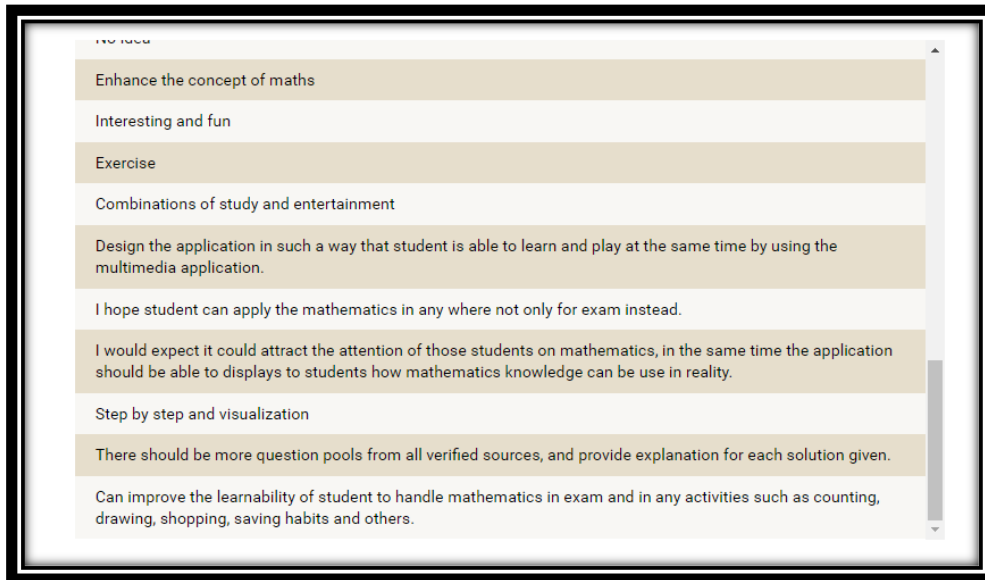 No idea
Enhance the concept of maths
Interesting and fun
Exercise
Combinations of study and entertainment
Design the application in such a way that student is able to learn and play at the same time by using the
multimedia application.
I hope student can apply the mathematics in any where not only for exam instead.
I would expect it could attract the attention of those students on mathematics, in the same time the application
should be able to displays to students how mathematics knowledge can be use in reality.
Step by step and visualization
There should be more question pools from all verified sources, and provide explanation for each solution given.
Can improve the learnability of student to handle mathematics in exam and in any activities such as counting,
drawing, shopping, saving habits and others.